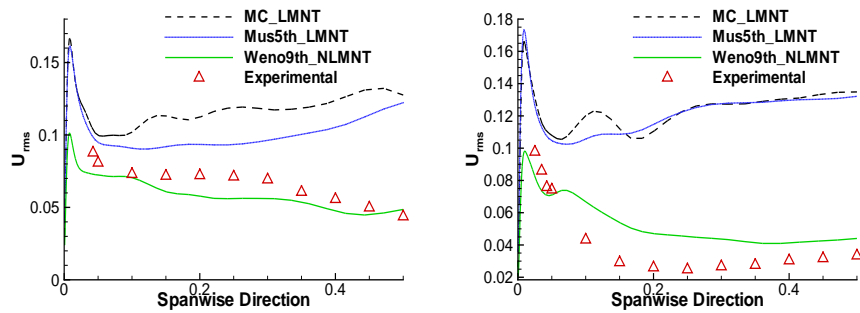 MC_LMNT
Mus5th_LMNT
Weno9th_NLMNT
Experimental
0.15
0.1
0.05
0
U_rms
0
0.2
0.4
Spanwise Direction
MC_LMNT
Mus5th_LMNT
Weno9th_NLMNT
Experimental
0.18
0.16
0.14
0.12
0.1
0.08
0.06
0.04
0.02
U_rms
0
0.2
0.4
Spanwise Direction